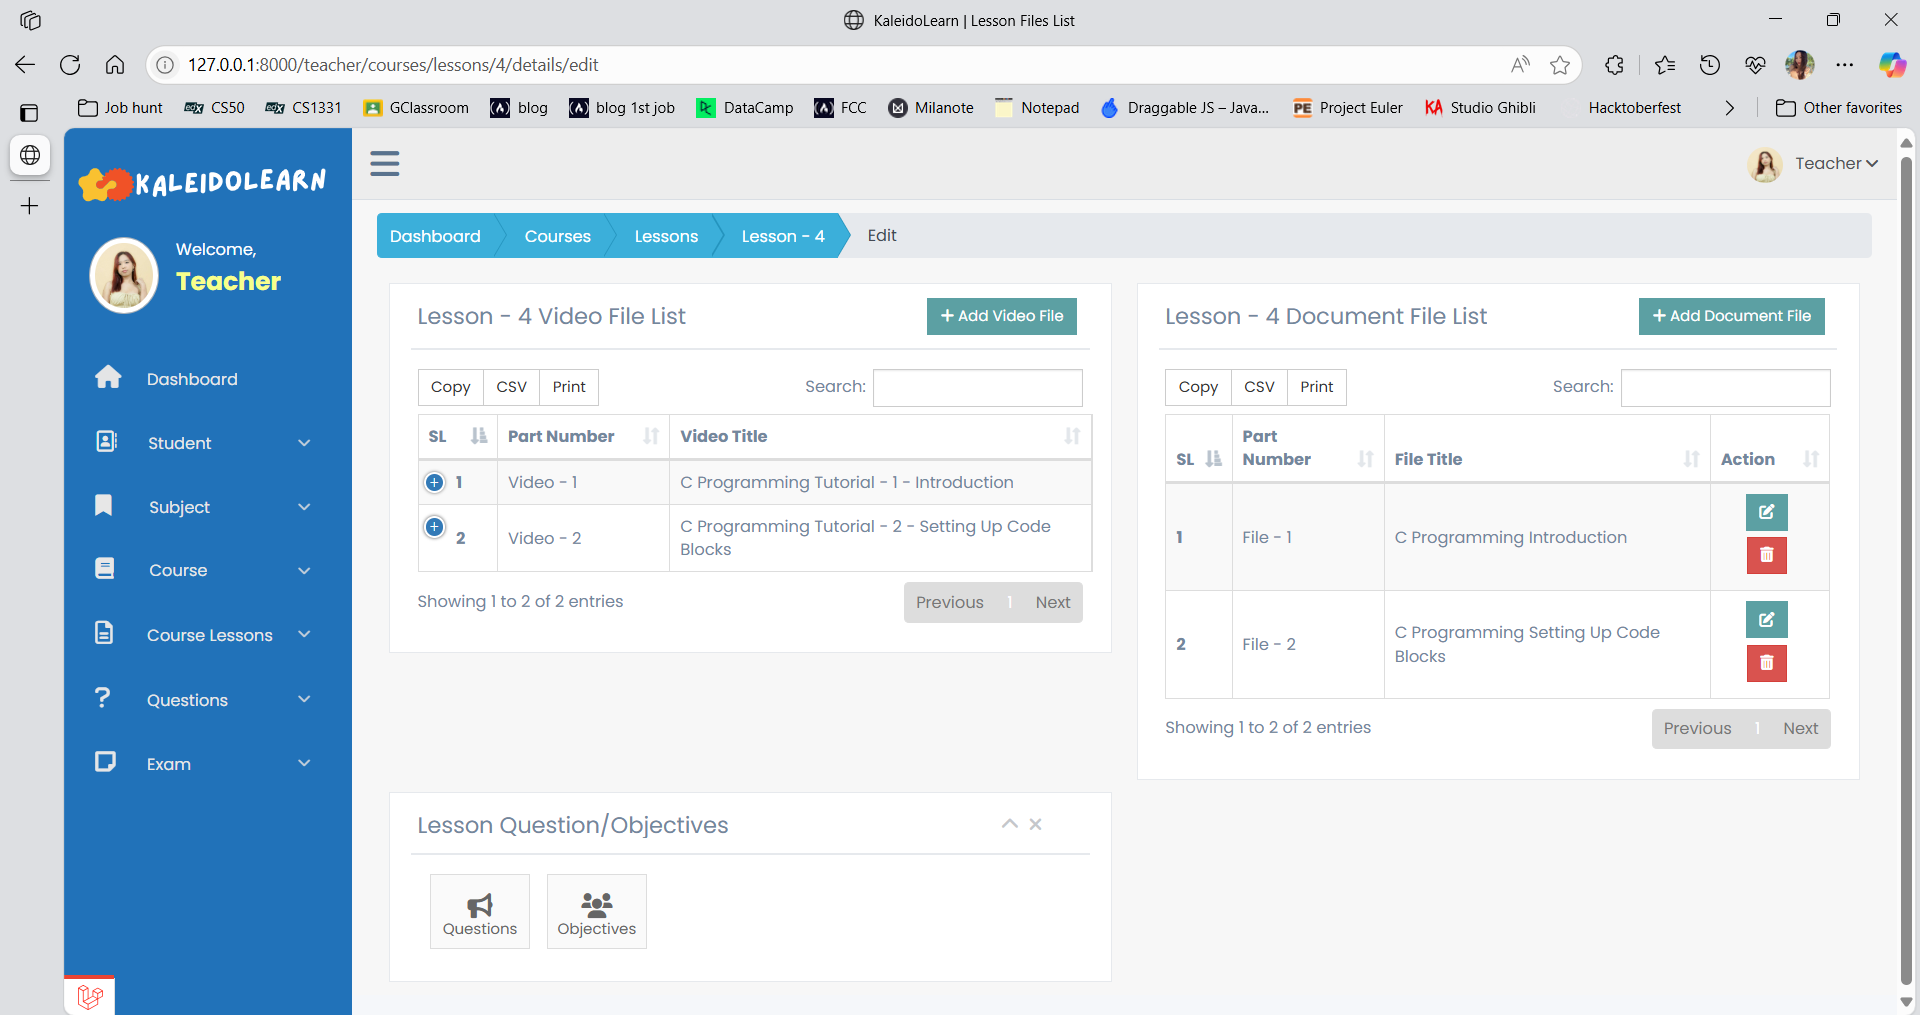 KaleidoLearn | Lesson Files List
127.0.0.1:8000/teacher/courses/lessons/4/details/edit
Job hunt
edX CS50
edX CS1331
GClassroom
(A) blog
(A) blog 1st job
DataCamp
(A) FCC
Milanote
Notepad
Draggable JS – Java...
PE Project Euler
KA Studio Ghibli
Hacktoberfest
Other favorites
KALEIDOLEARN
Welcome,
Teacher
Dashboard
Student
Subject
Course
Course Lessons
Questions
Exam
Teacher
Dashboard
Courses
Lessons
Lesson - 4
Edit
Lesson - 4 Video File List
+ Add Video File
Copy CSV Print
Search:
SL Part Number Video Title
1 Video - 1 C Programming Tutorial - 1 - Introduction
2 Video - 2 C Programming Tutorial - 2 - Setting Up Code
Blocks
Showing 1 to 2 of 2 entries
Previous 1 Next
Lesson - 4 Document File List
+ Add Document File
Copy CSV Print
Search:
SL Part
Number File Title Action
1 File - 1 C Programming Introduction
2 File - 2 C Programming Setting Up Code
Blocks
Showing 1 to 2 of 2 entries
Previous 1 Next
Lesson Question/Objectives
Questions
Objectives